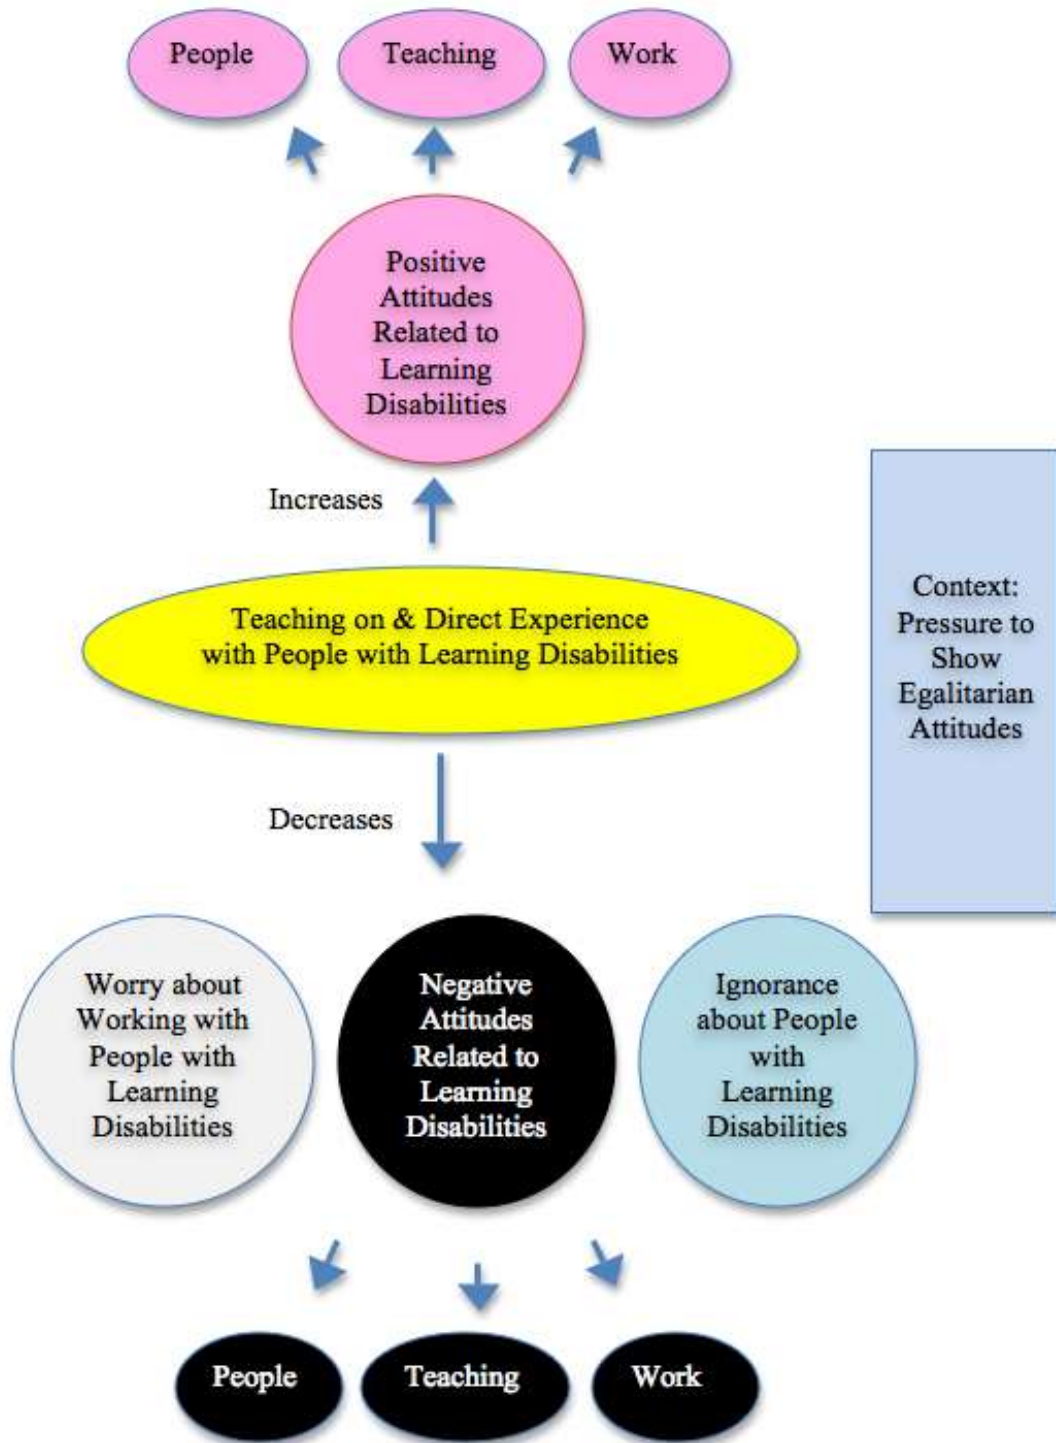 People
Teaching
Work
Positive
Attitudes
Related to
Learning
Disabilities
Increases
Teaching on & Direct Experience
with People with Learning Disabilities
Context:
Pressure to
Show
Egalitarian
Attitudes
Decreases
Worry about
Working with
People with
Learning
Disabilities
Negative
Attitudes
Related to
Learning
Disabilities
Ignorance
about People
with
Learning
Disabilities
People
Teaching
Work